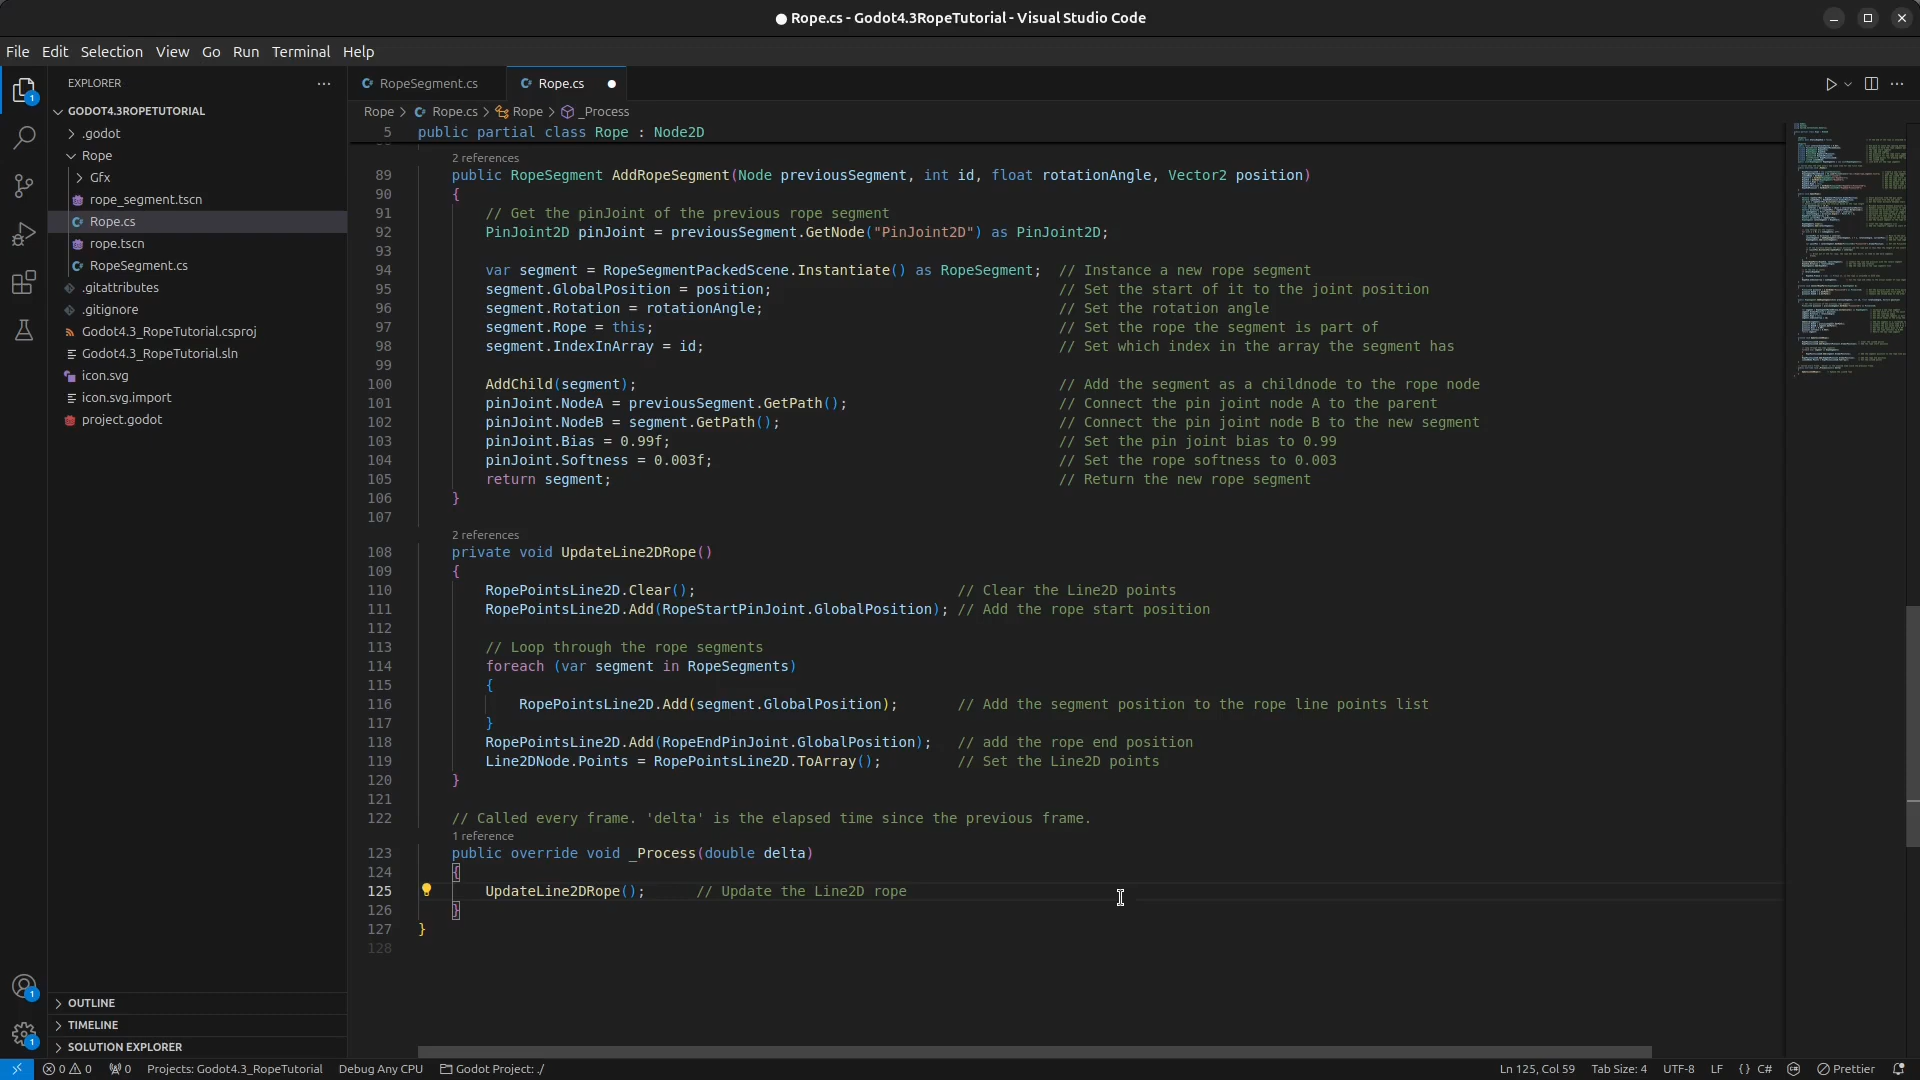 Rope.cs - Godot4.3RopeTutorial - Visual Studio Code
File Edit Selection View Go Run Terminal Help
EXPLORER
GODOT4.3ROPETUTORIAL
.godot
Rope
Gfx
rope_segment.tscn
Rope.cs
rope.tscn
RopeSegment.cs
.gitattributes
.gitignore
Godot4.3_RopeTutorial.csproj
Godot4.3_RopeTutorial.sln
icon.svg
icon.svg.import
project.godot
OUTLINE
TIMELINE
SOLUTION EXPLORER
1
1
1
RopeSegment.cs Rope.cs
Rope > Rope.cs > Rope > _Process
5 public partial class Rope : Node2D
2 references
89 public RopeSegment AddRopeSegment(Node previousSegment, int id, float rotationAngle, Vector2 position)
90 {
91 // Get the pinJoint of the previous rope segment
92 PinJoint2D pinJoint = previousSegment.GetNode("PinJoint2D") as PinJoint2D;
93
94 var segment = RopeSegmentPackedScene.Instantiate() as RopeSegment; // Instance a new rope segment
95 segment.GlobalPosition = position; // Set the start of it to the joint position
96 segment.Rotation = rotationAngle; // Set the rotation angle
97 segment.Rope = this; // Set the rope the segment is part of
98 segment.IndexInArray = id; // Set which index in the array the segment has
99
100 AddChild(segment); // Add the segment as a childnode to the rope node
101 pinJoint.NodeA = previousSegment.GetPath(); // Connect the pin joint node A to the parent
102 pinJoint.NodeB = segment.GetPath(); // Connect the pin joint node B to the new segment
103 pinJoint.Bias = 0.99f; // Set the pin joint bias to 0.99
104 pinJoint.Softness = 0.003f; // Set the rope softness to 0.003
105 return segment; // Return the new rope segment
106 }
107
2 references
108 private void UpdateLine2DRope()
109 {
110 RopePointsLine2D.Clear(); // Clear the Line2D points
111 RopePointsLine2D.Add(RopeStartPinJoint.GlobalPosition); // Add the rope start position
112
113 // Loop through the rope segments
114 foreach (var segment in RopeSegments)
115 {
116 RopePointsLine2D.Add(segment.GlobalPosition); // Add the segment position to the rope line points list
117 }
118 RopePointsLine2D.Add(RopeEndPinJoint.GlobalPosition); // add the rope end position
119 Line2DNode.Points = RopePointsLine2D.ToArray(); // Set the Line2D points
120 }
121
122 // Called every frame. 'delta' is the elapsed time since the previous frame.
1 reference
123 public override void _Process(double delta)
124 {
125 UpdateLine2DRope(); // Update the Line2D rope
126 }
127 }
128
0 0 0 Projects: Godot4.3_RopeTutorial Debug Any CPU Godot Project: ./ Ln 125, Col 59 Tab Size: 4 UTF-8 LF {} C# Prettier